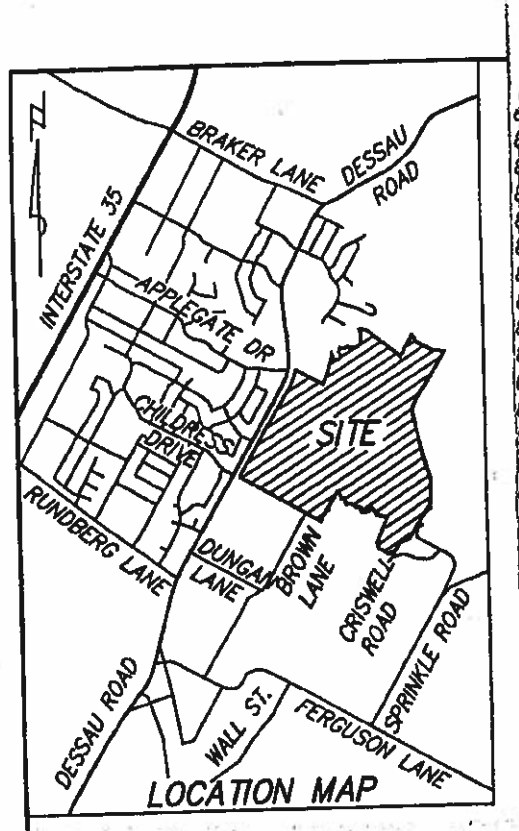 N
BRAKER LANE
DESSAU
ROAD
INTERSTATE 35
APPLEGATE DR
CHILDRESS
DRIVE
SITE
RUNDBERG LANE
DUNGAN
LANE
BROWN
LANE
CRISWELL
ROAD
SPRINKLE ROAD
DESSAU ROAD
WALL ST.
FERGUSON LANE
LOCATION MAP